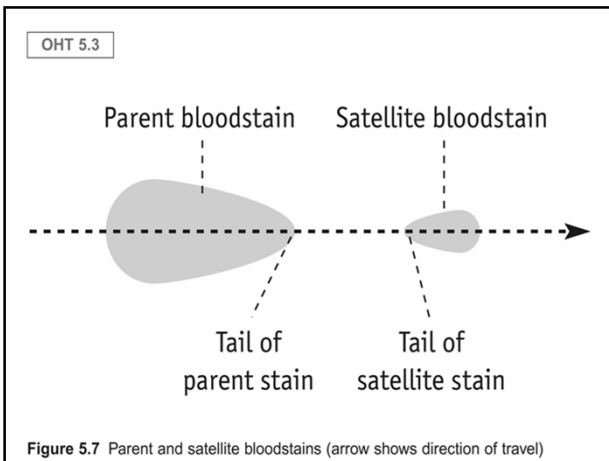 OHT 5.3
Parent bloodstain
Satellite bloodstain
Tail of
parent stain
Tail of
satellite stain
Figure 5.7 Parent and satellite bloodstains (arrow shows direction of travel)